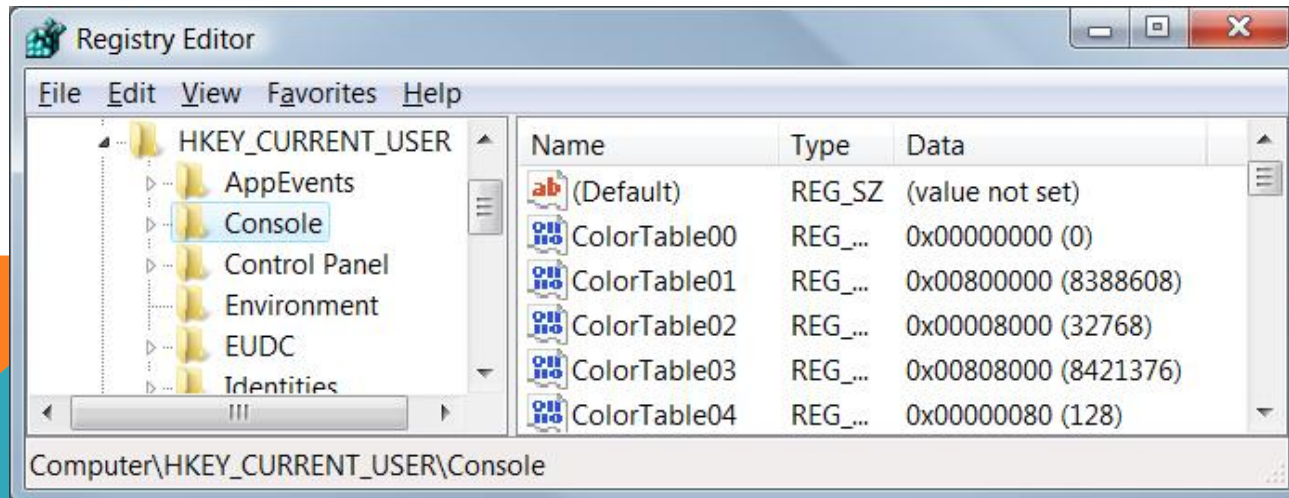 Registry Editor
File Edit View Favorites Help
HKEY_CURRENT_USER
AppEvents
Console
Control Panel
Environment
EUDC
Identities
Name Type Data
(Default) REG_SZ (value not set)
ColorTable00 REG_... 0x00000000 (0)
ColorTable01 REG_... 0x00800000 (8388608)
ColorTable02 REG_... 0x00008000 (32768)
ColorTable03 REG_... 0x00808000 (8421376)
ColorTable04 REG_... 0x00000080 (128)
Computer\HKEY_CURRENT_USER\Console